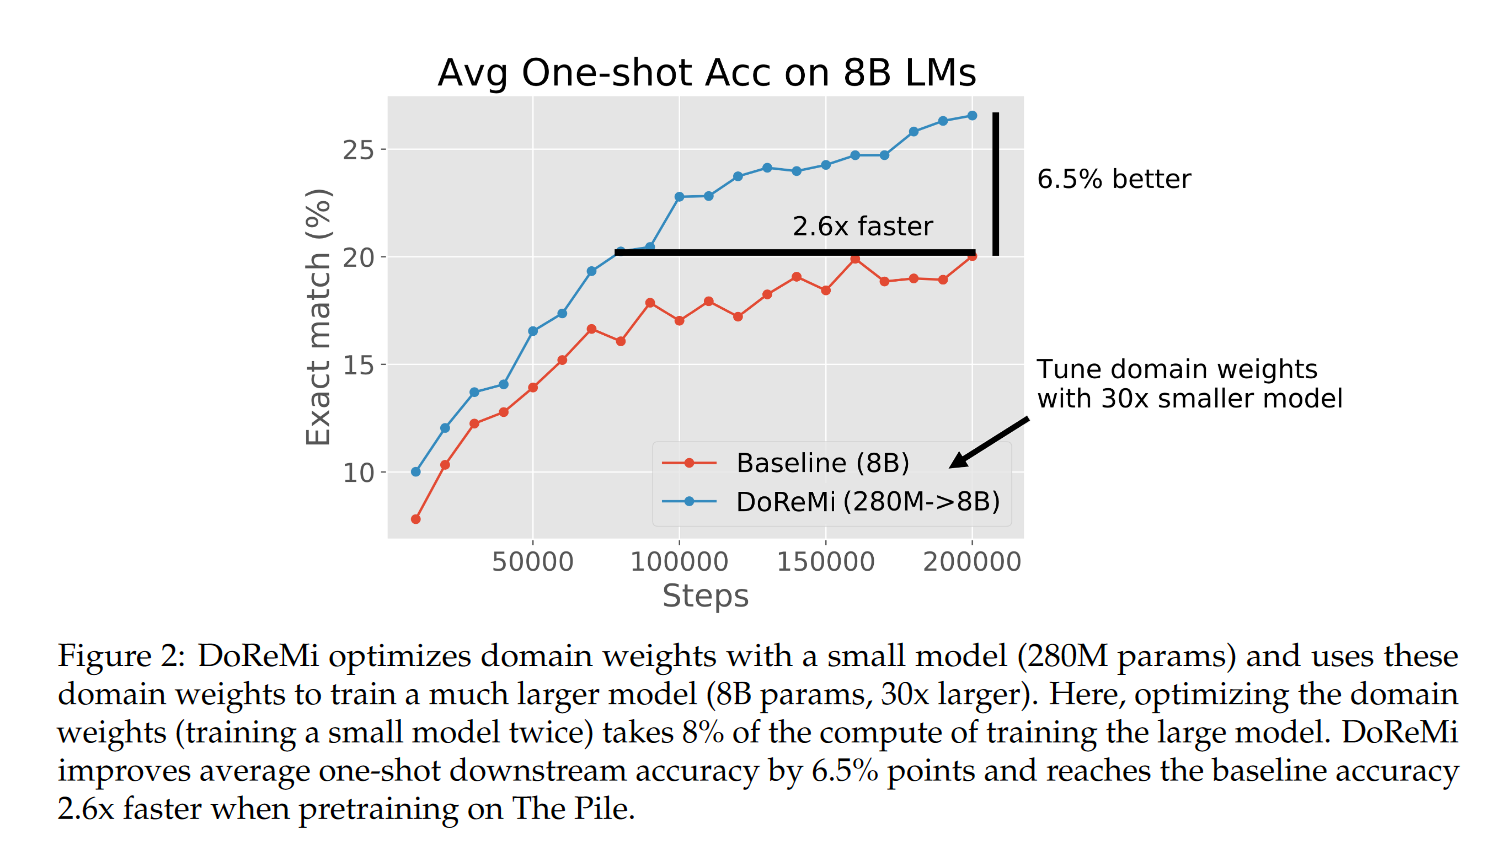 Avg One-shot Acc on 8B LMs
25
20
15
10
Exact match (%)
6.5% better
2.6x faster
Tune domain weights
with 30x smaller model
Baseline (8B)
DoReMi (280M->8B)
50000 100000 150000 200000
Steps
Figure 2: DoReMi optimizes domain weights with a small model (280M params) and uses these
domain weights to train a much larger model (8B params, 30x larger). Here, optimizing the domain
weights (training a small model twice) takes 8% of the compute of training the large model. DoReMi
improves average one-shot downstream accuracy by 6.5% points and reaches the baseline accuracy
2.6x faster when pretraining on The Pile.